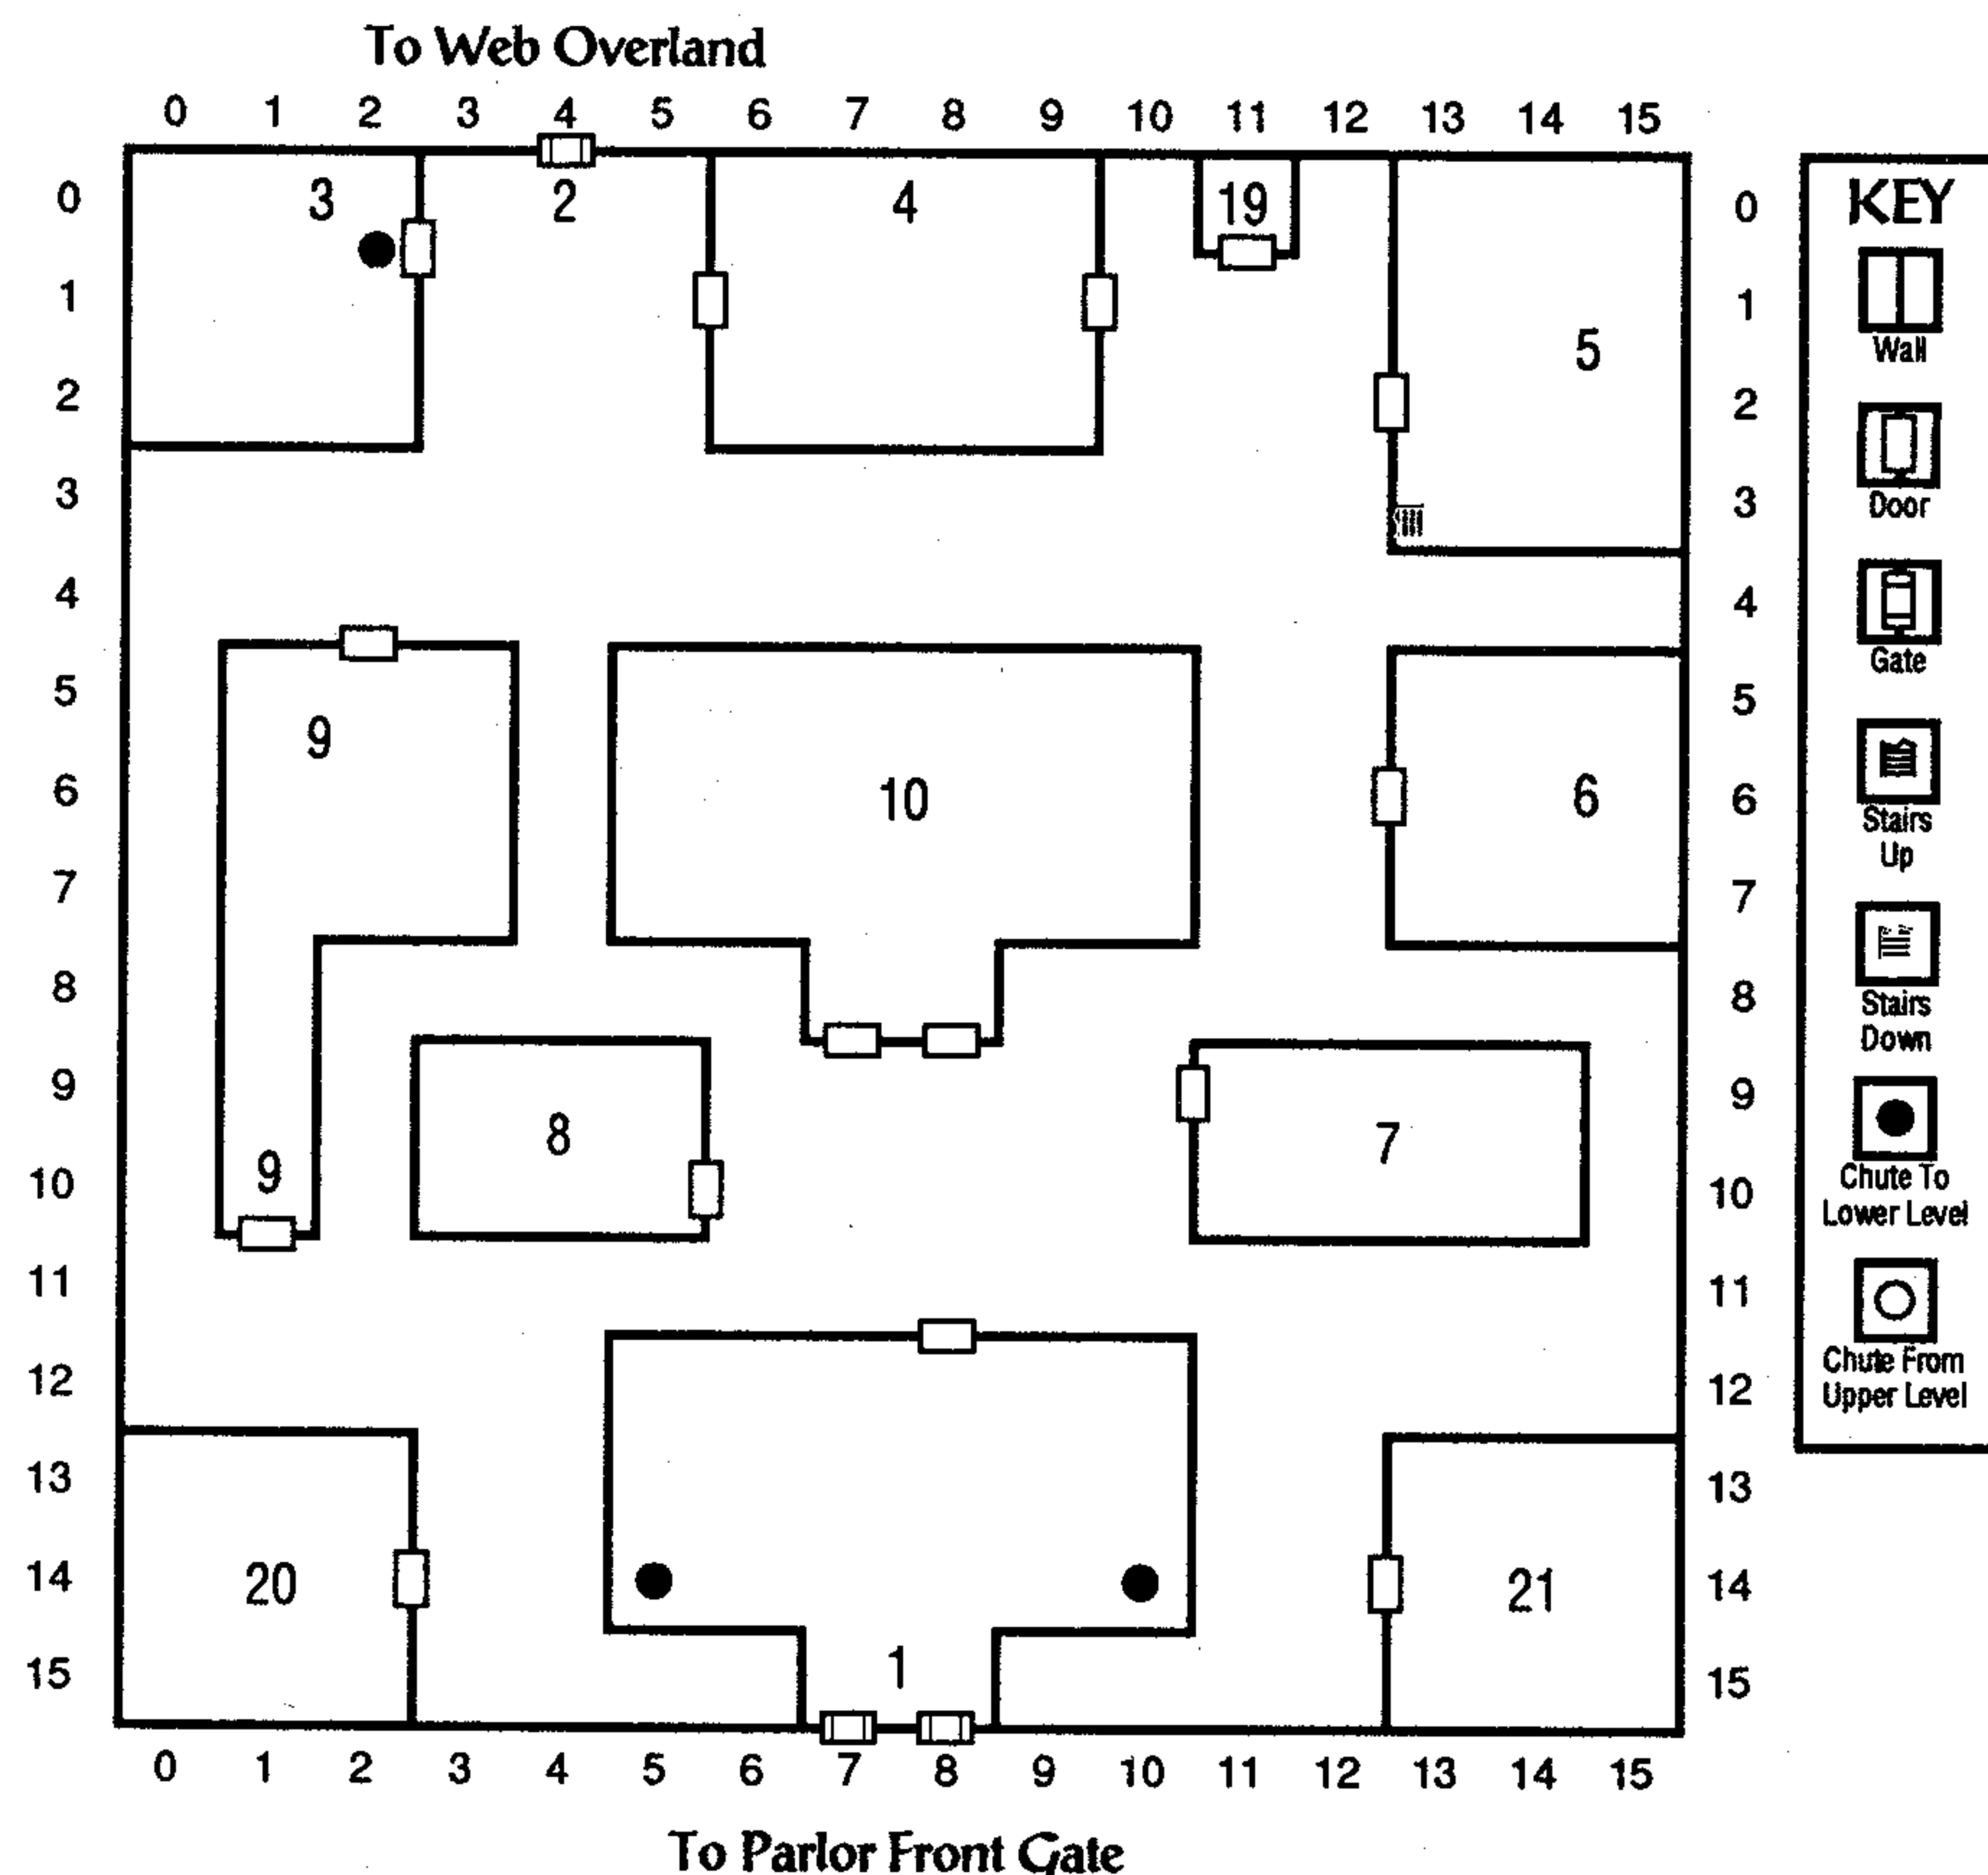 To Web Overland
0 1 2 3 4 5 6 7 8 9 10 11 12 13 14 15
KEY
0 3 2 4 19 0
Wall
1 1
5
2 2
Door
3 3
4 4
Gate
5 5
9
6 10 6 6
Stairs
Up
7 7
8 8
Stairs
Down
9 9
8 7
10 9 10
Chute To
Lower Level
11 11
12 12
Chute From
Upper Level
13 13
14 20 21 14
15 1 15
0 1 2 3 4 5 6 7 8 9 10 11 12 13 14 15
To Parlor Front Gate